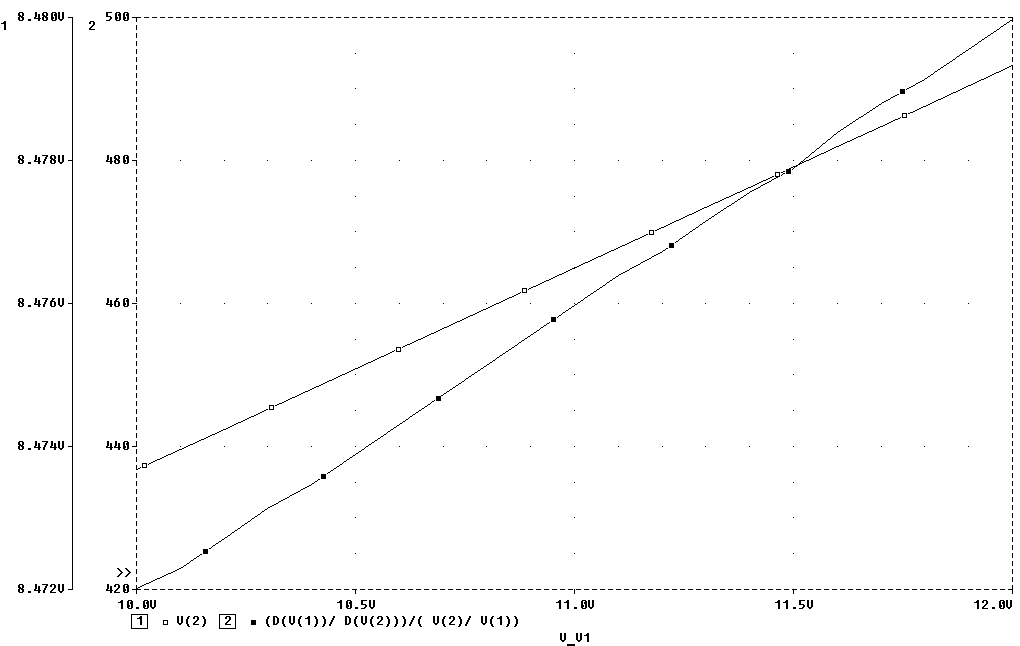 1 8.480V 2 500
8.478V 480
8.476V 460
8.474V 440
>>
8.472V 420
10.0V 10.5V 11.0V 11.5V 12.0V
1 V(2) 2 (D(V(1))/ D(V(2)))/( V(2)/ V(1))
V_V1